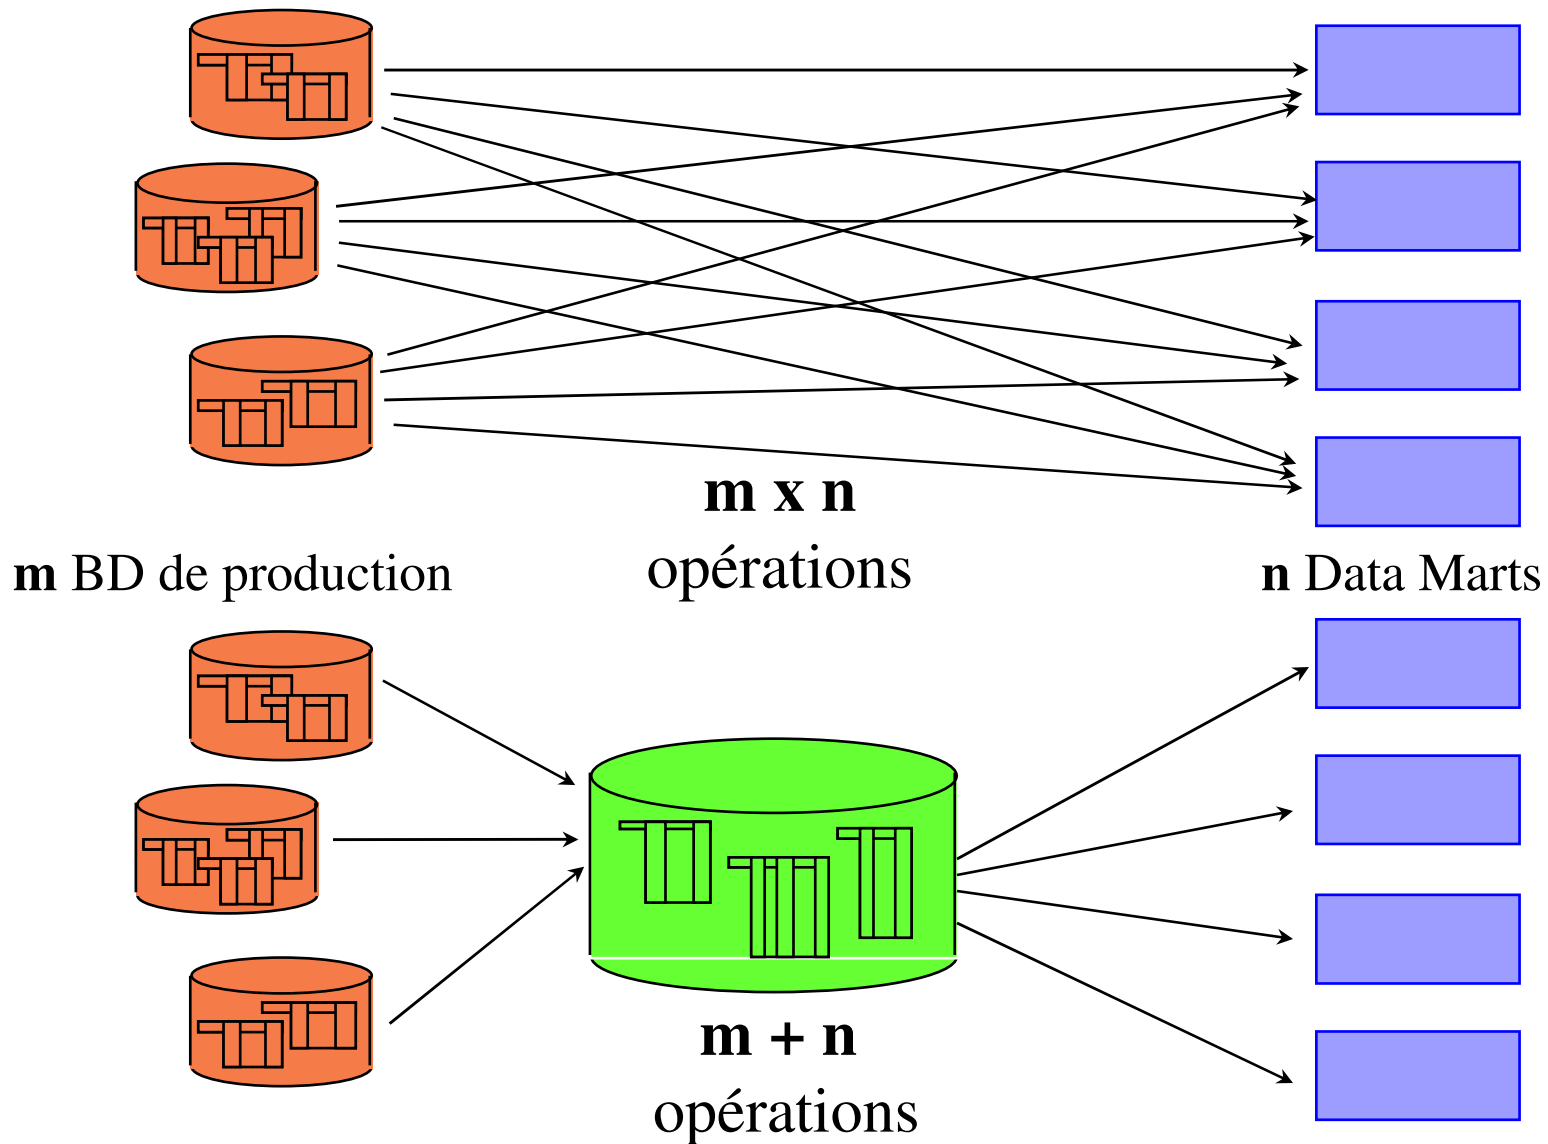 m x n
opérations
m BD de production
n Data Marts
m + n
opérations